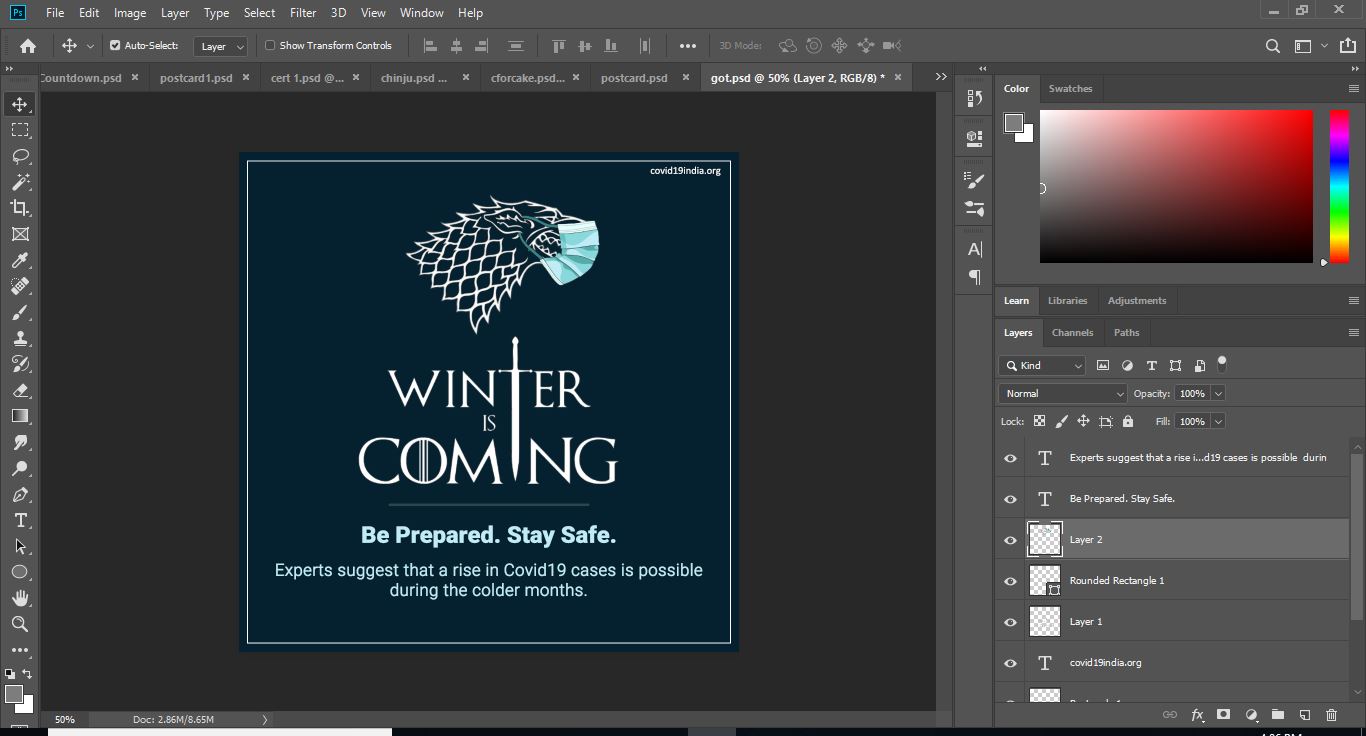 Ps File Edit Image Layer Type Select Filter 3D View Window Help
Auto-Select: Layer Show Transform Controls 3D Mode:
Countdown.psd postcard1.psd cert 1.psd @... chinju.psd ... cforcake.psd... postcard.psd got.psd @ 50% (Layer 2, RGB/8) *
covid19india.org
WINTER
IS
COMING
Be Prepared. Stay Safe.
Experts suggest that a rise in Covid19 cases is possible
during the colder months.
Color Swatches
Learn Libraries Adjustments
Layers Channels Paths
Kind
Normal Opacity: 100%
Lock: Fill: 100%
Experts suggest that a rise i...d19 cases is possible durin
Be Prepared. Stay Safe.
Layer 2
Rounded Rectangle 1
Layer 1
covid19india.org
50% Doc: 2.86M/8.65M